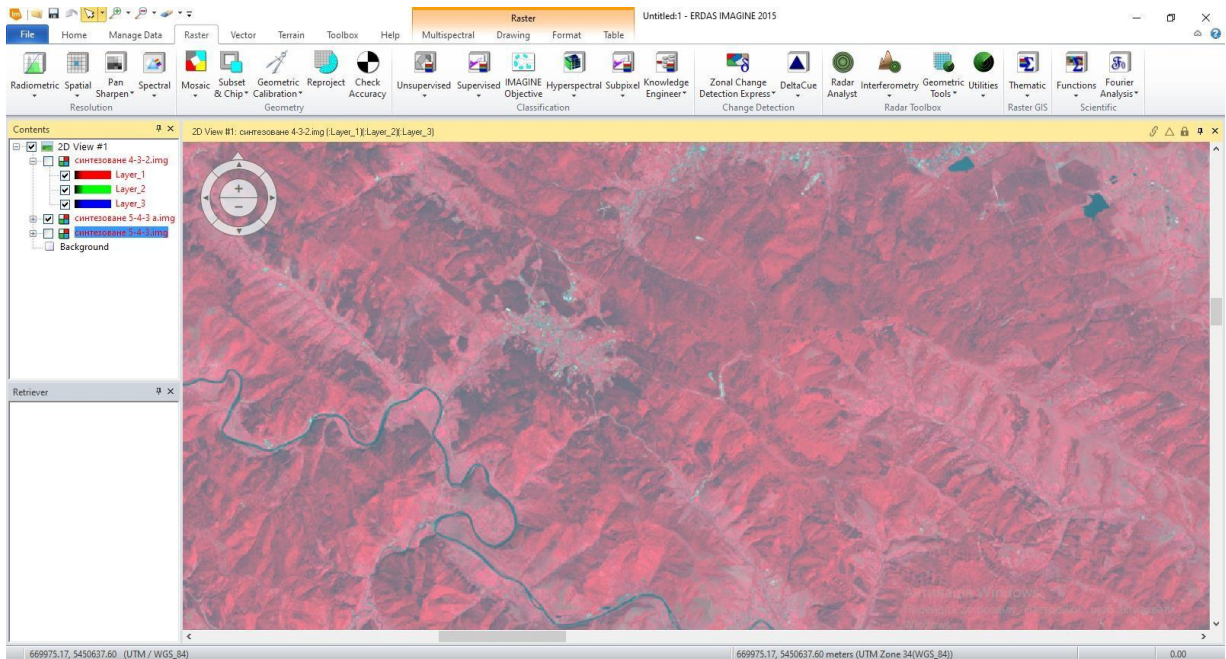 Raster
Untitled:1 - ERDAS IMAGINE 2015
File Home Manage Data Raster Vector Terrain Toolbox Help Multispectral Drawing Format Table
Radiometric Spatial Pan Sharpen Spectral
Resolution
Mosaic Subset & Chip Geometric Calibration Reproject Check Accuracy
Geometry
Unsupervised Supervised IMAGINE Objective Hyperspectral Subpixel Knowledge Engineer
Classification
Zonal Change Detection Express DeltaCue
Change Detection
Radar Analyst Interferometry Geometric Tools Utilities
Radar Toolbox
Thematic
Raster GIS
Functions Fourier Analysis
Scientific
Contents
2D View #1
синтезоване 4-3-2.img
Layer_1
Layer_2
Layer_3
синтезоване 5-4-3 a.img
синтезоване 5-4-3.img
Background
Retriever
2D View #1: синтезоване 4-3-2.img (:Layer_1)(:Layer_2)(:Layer_3)
669975.17, 5450637.60 (UTM / WGS_84)
669975.17, 5450637.60 meters (UTM Zone 34(WGS_84))
0.00